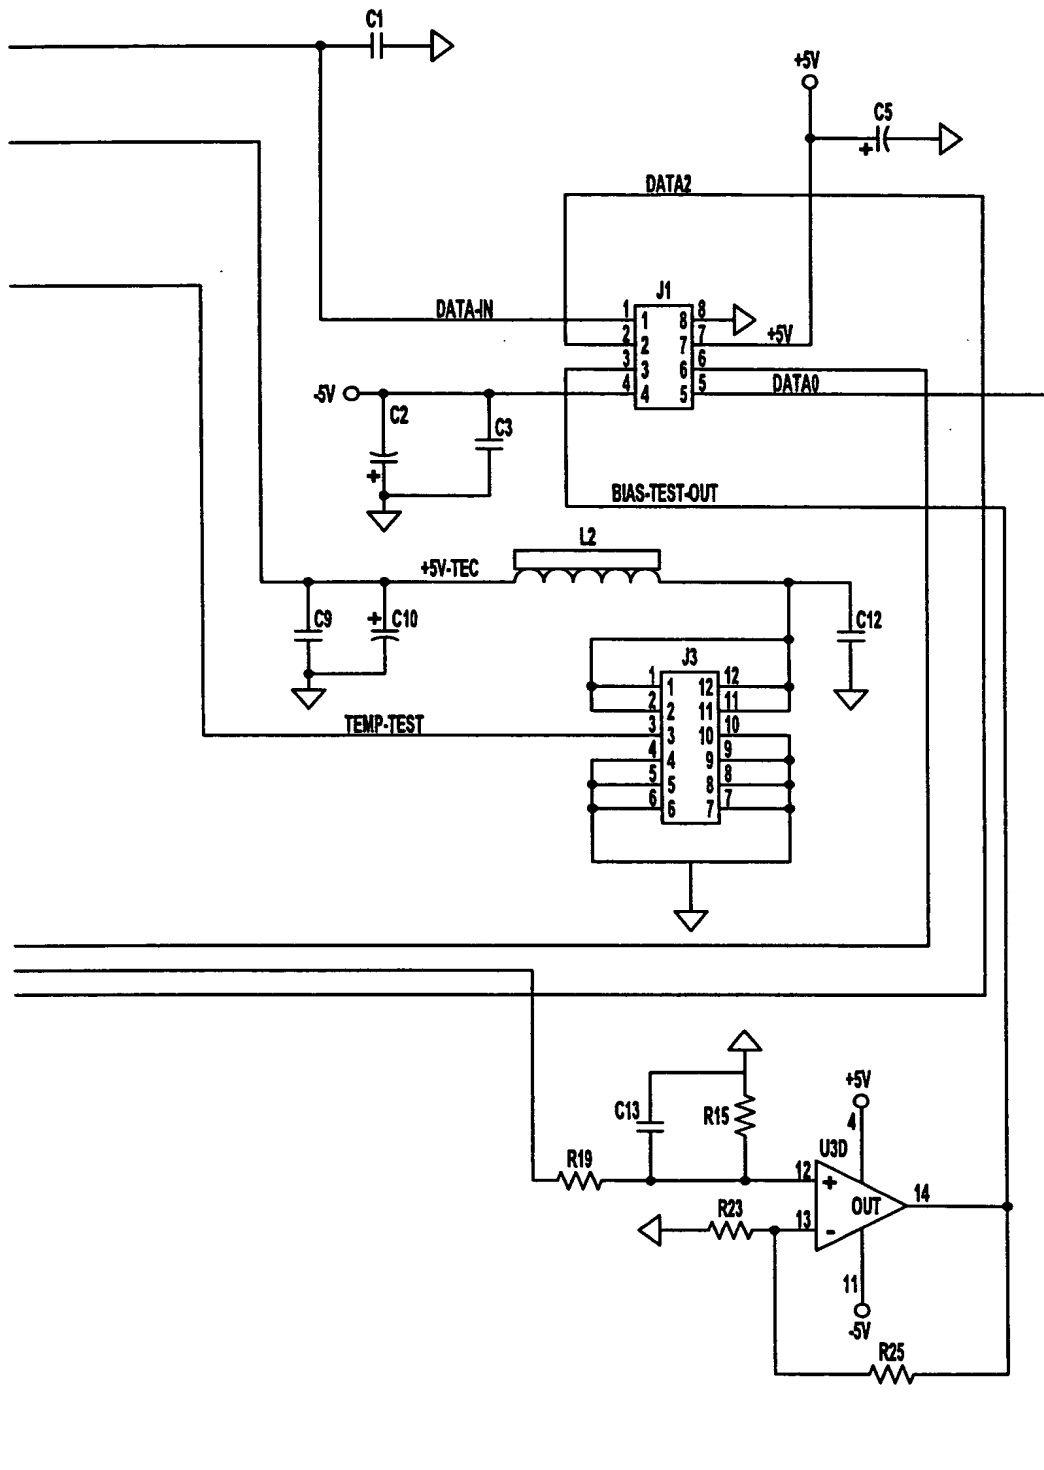 C1
+5V
C5
+
DATA2
J1
DATA-IN
1 1 8 8
2 2 7 7 +5V
3 3 6 6
4 4 5 5 DATA0
-5V
C2
C3
+
BIAS-TEST-OUT
L2
+5V-TEC
C9
+ C10
C12
J3
1 1 12 12
2 2 11 11
TEMP-TEST 3 3 10 10
4 4 9 9
5 5 8 8
6 6 7 7
+5V
C13
R15
4
U3D
R19
12
+
OUT
14
R23
13
-
11
-5V
R25